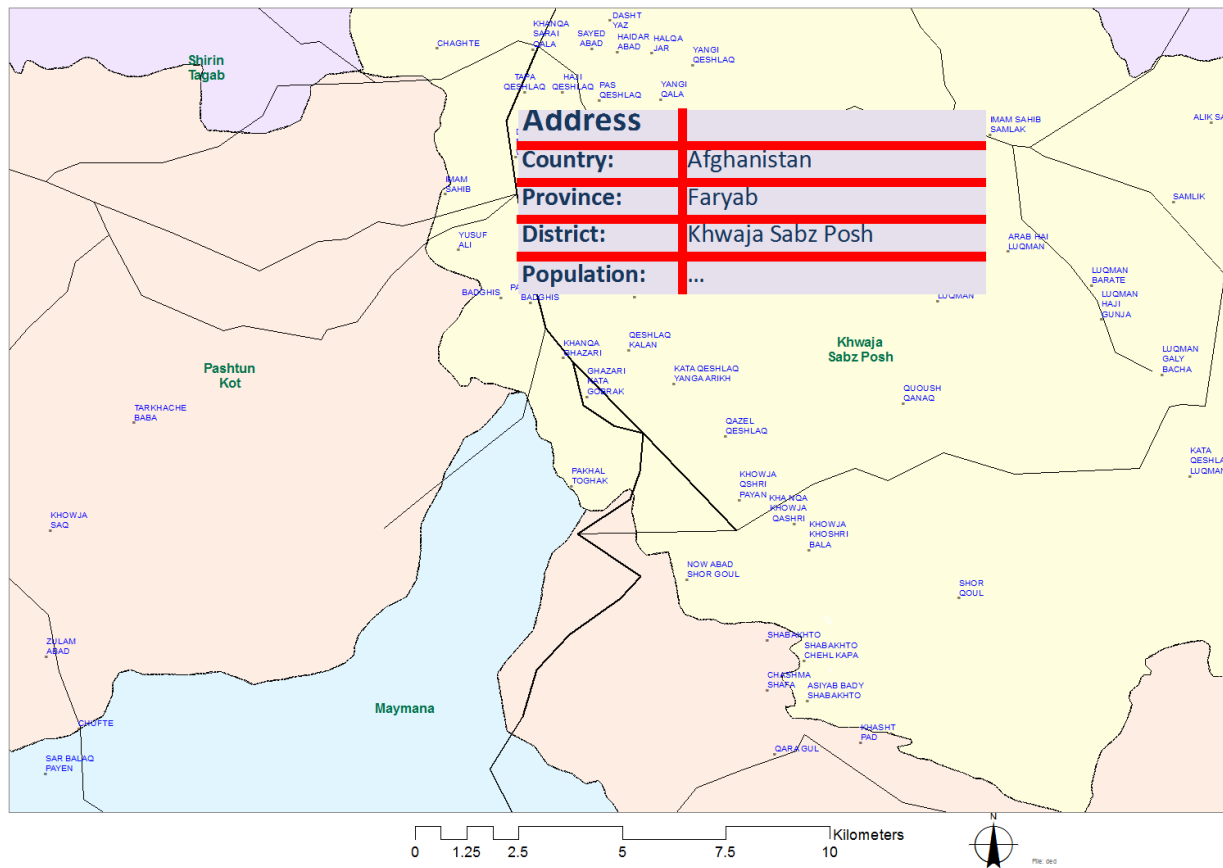 DASHT
YAZ
KHANQA
SARAI
QALA
SAYED
ABAD
HAIDAR
ABAD
HALQA
JAR
CHAGHTE
YANGI
QESHLAQ
Shirin
Tagab
TAPA
QESHLAQ
HAJI
QESHLAQ
PAS
QESHLAQ
YANGI
QALA
Address
IMAM SAHIB
SAMLAK
Country: Afghanistan
Province: Faryab
District: Khwaja Sabz Posh
Population: ...
IMAM
SAHIB
SAMLIK
YUSUF
ALI
ARAB HAI
LUQMAN
LUQMAN
BARATE
BADGHIS
BADGHIS
LUQMAN
LUQMAN
HAJI
GUNJA
KHANQA
GHAZARI
QESHLAQ
KALAN
Khwaja
Sabz Posh
LUQMAN
GALY
BACHA
Pashtun
Kot
GHAZARI
KATA
GOBRAK
KATA QESHLAQ
YANGA ARIKH
QUOUSH
QANAQ
TARKHACHE
BABA
QAZEL
QESHLAQ
KATA
LUQMAN
PAKHAL
TOGHAK
KHOWJA
QSHRI
PAYAN
KHANQA
KHOWJA
QASHRI
KHOWJA
SAQ
KHOWJA
KHOSHRI
BALA
NOW ABAD
SHOR GOUL
SHOR
QOUL
ZULAM
ABAD
SHABAKHTO
SHABAKHTO
CHEHL KAPA
CHASHMA
SHAFA
ASIYAB BADY
SHABAKHTO
Maymana
CHUFTE
KHASHT
PAD
QARA GUL
SAR BALAQ
PAYEN
Kilometers
0 1.25 2.5 5 7.5 10
N